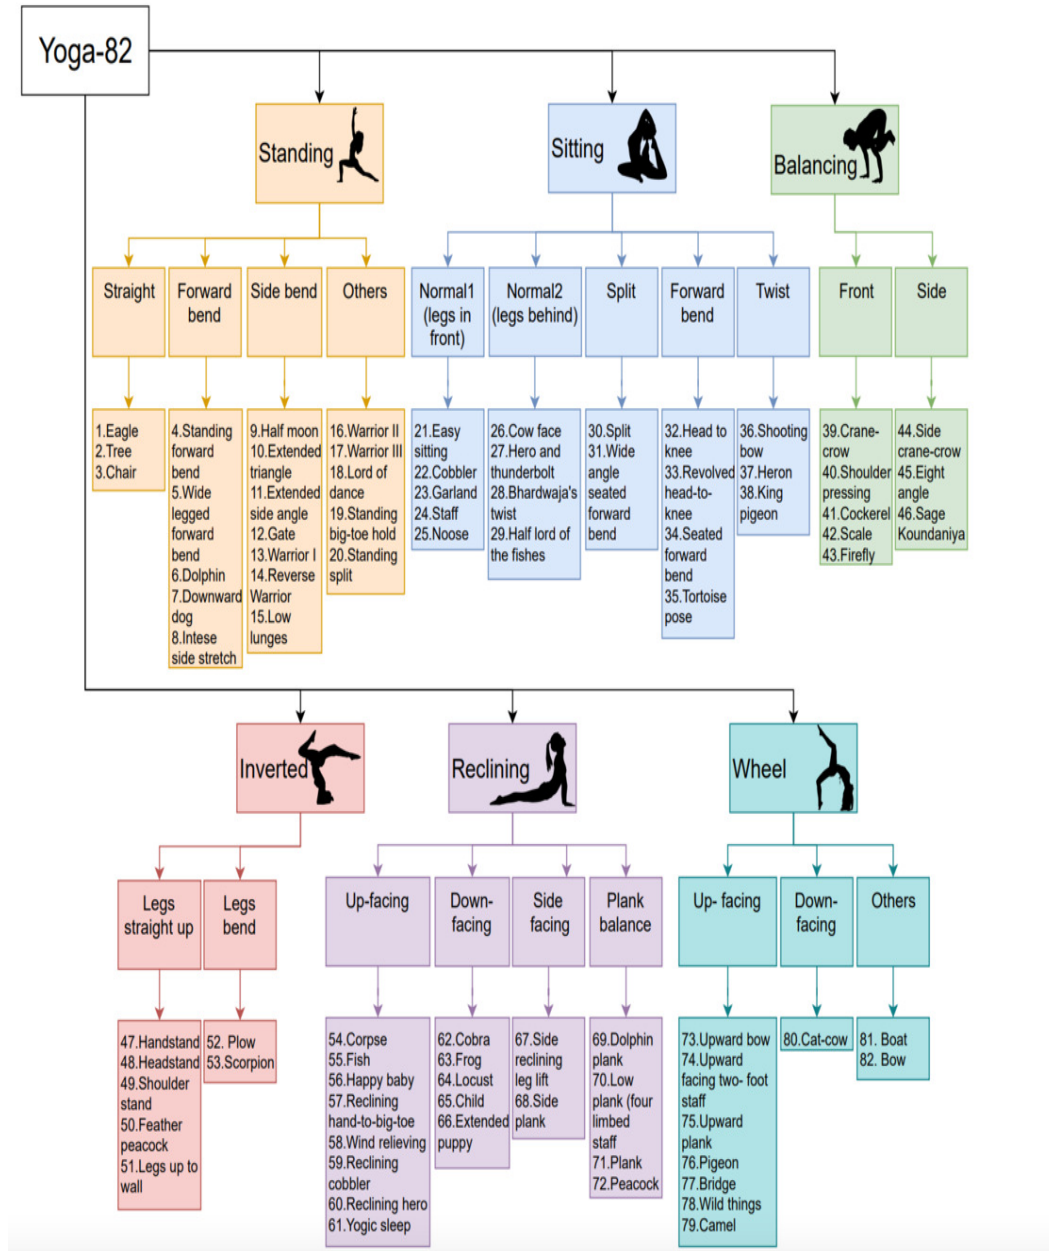 Yoga-82
Standing
Sitting
Balancing
Straight
Forward
bend
Side bend
Others
Normal1
(legs in
front)
Normal2
(legs behind)
Split
Forward
bend
Twist
Front
Side
1.Eagle
2.Tree
3.Chair
4.Standing
forward
bend
5.Wide
legged
forward
bend
6.Dolphin
7.Downward
dog
8.Intese
side stretch
9.Half moon
10.Extended
triangle
11.Extended
side angle
12.Gate
13.Warrior I
14.Reverse
Warrior
15.Low
lunges
16.Warrior II
17.Warrior III
18.Lord of
dance
19.Standing
big-toe hold
20.Standing
split
21.Easy
sitting
22.Cobbler
23.Garland
24.Staff
25.Noose
26.Cow face
27.Hero and
thunderbolt
28.Bhardwaja's
twist
29.Half lord of
the fishes
30.Split
31.Wide
angle
seated
forward
bend
32.Head to
knee
33.Revolved
head-to-
knee
34.Seated
forward
bend
35.Tortoise
pose
36.Shooting
bow
37.Heron
38.King
pigeon
39.Crane-
crow
40.Shoulder
pressing
41.Cockerel
42.Scale
43.Firefly
44.Side
crane-crow
45.Eight
angle
46.Sage
Koundaniya
Inverted
Reclining
Wheel
Legs
straight up
Legs
bend
Up-facing
Down-
facing
Side
facing
Plank
balance
Up- facing
Down-
facing
Others
47.Handstand
48.Headstand
49.Shoulder
stand
50.Feather
peacock
51.Legs up to
wall
52. Plow
53.Scorpion
54.Corpse
55.Fish
56.Happy baby
57.Reclining
hand-to-big-toe
58.Wind relieving
59.Reclining
cobbler
60.Reclining hero
61.Yogic sleep
62.Cobra
63.Frog
64.Locust
65.Child
66.Extended
puppy
67.Side
reclining
leg lift
68.Side
plank
69.Dolphin
plank
70.Low
plank (four
limbed
staff
71.Plank
72.Peacock
73.Upward bow
74.Upward
facing two- foot
staff
75.Upward
plank
76.Pigeon
77.Bridge
78.Wild things
79.Camel
80.Cat-cow
81. Boat
82. Bow